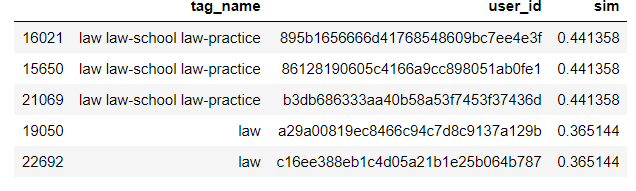 tag_name user_id sim
16021 law law-school law-practice 895b1656666d41768548609bc7ee4e3f 0.441358
15650 law law-school law-practice 86128190605c4166a9cc898051ab0fe1 0.441358
21069 law law-school law-practice b3db686333aa40b58a53f7453f37436d 0.441358
19050 law a29a00819ec8466c94c7d8c9137a129b 0.365144
22692 law c16ee388eb1c4d05a21b1e25b064b787 0.365144